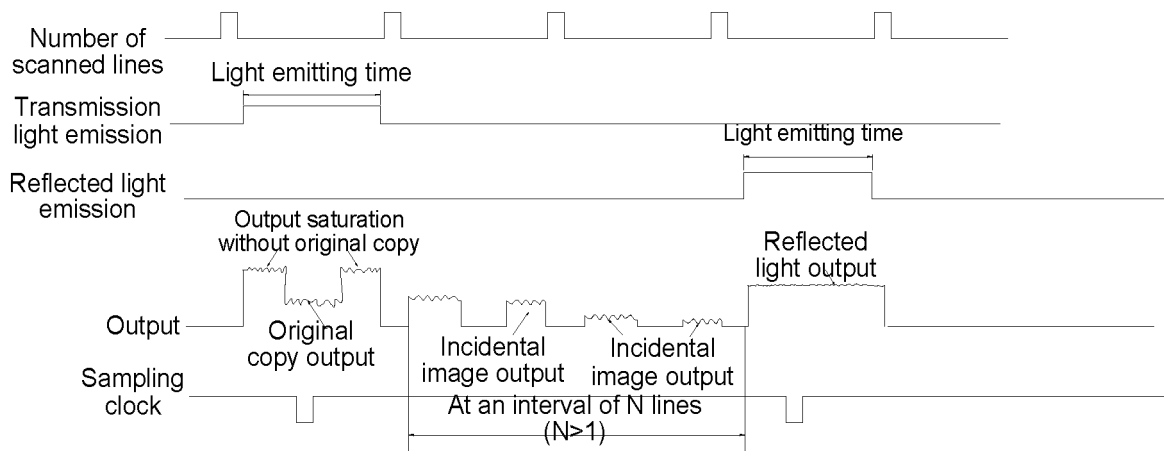 Number of
scanned lines
Light emitting time
Transmission
light emission
Light emitting time
Reflected light
emission
Output saturation
without original copy
Reflected
light output
Output
Original
copy output
Incidental
image output
Incidental
image output
Sampling
clock
At an interval of N lines
(N>1)